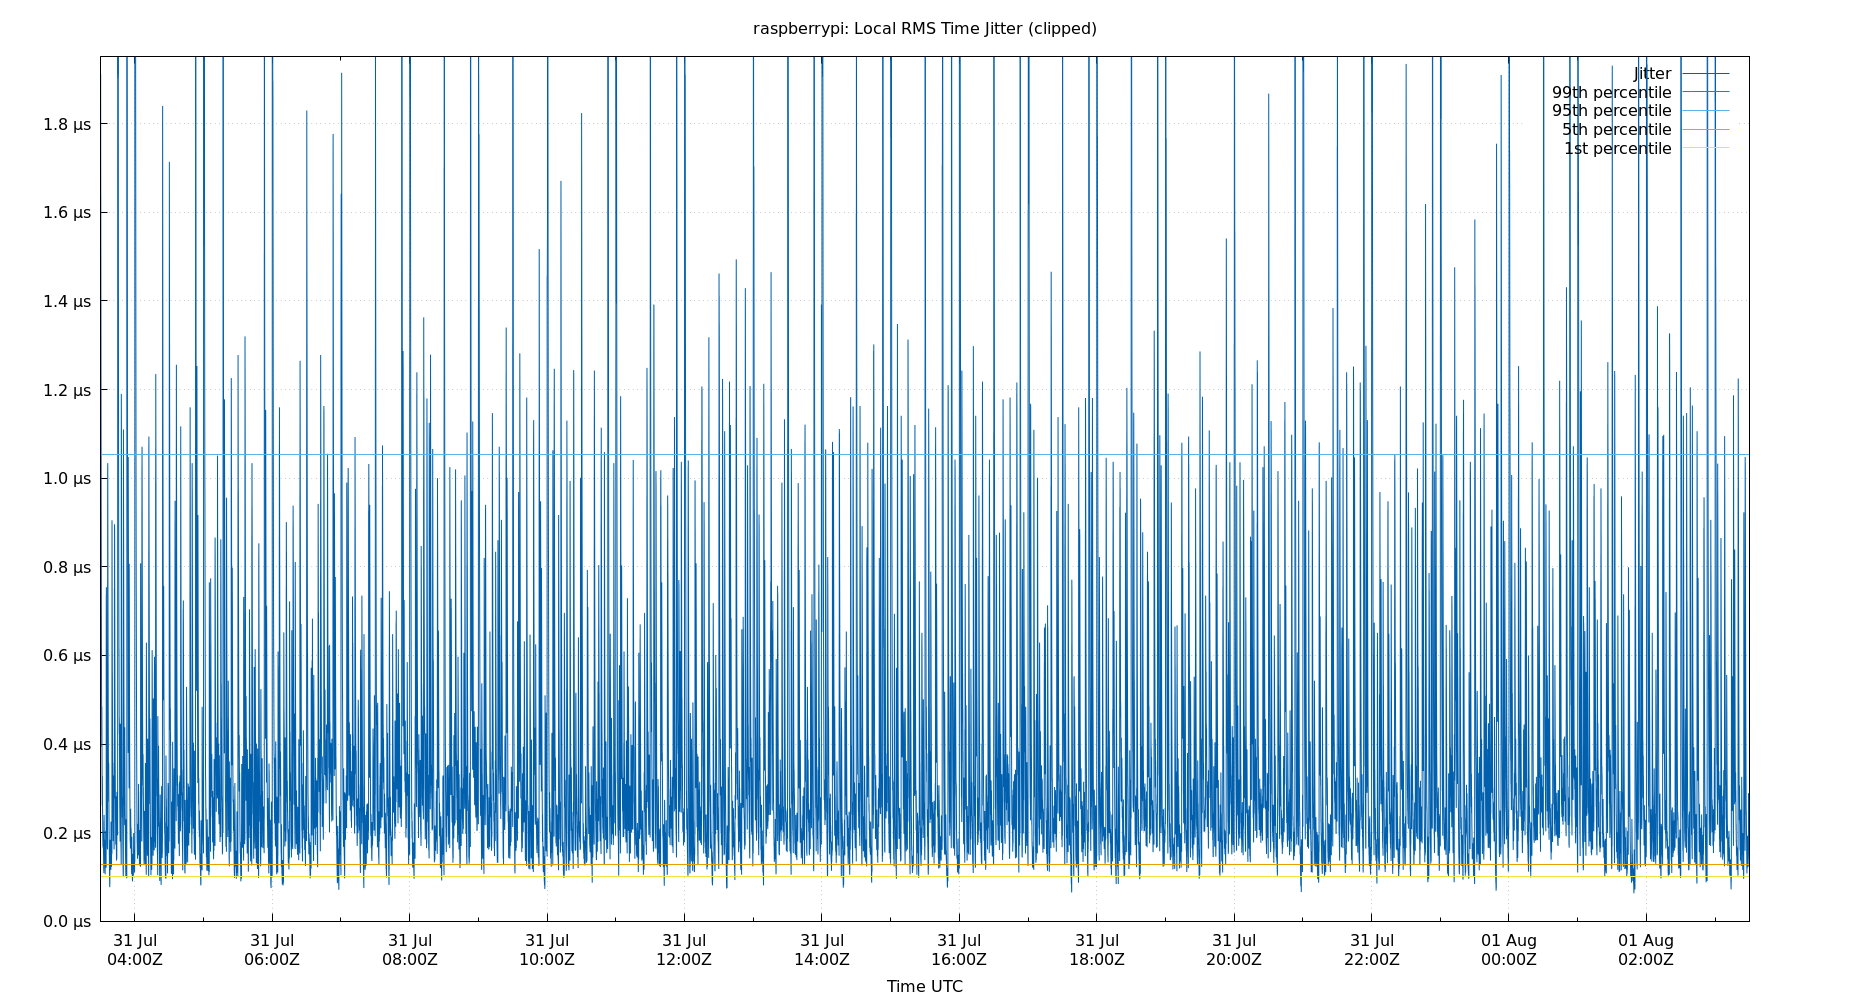 raspberrypi: Local RMS Time Jitter (clipped)
Jitter
99th percentile
95th percentile
5th percentile
1st percentile
1.8 μs
1.6 μs
1.4 μs
1.2 μs
1.0 μs
0.8 μs
0.6 μs
0.4 μs
0.2 μs
0.0 μs
31 Jul 31 Jul 31 Jul 31 Jul 31 Jul 31 Jul 31 Jul 31 Jul 31 Jul 31 Jul 01 Aug 01 Aug
04:00Z 06:00Z 08:00Z 10:00Z 12:00Z 14:00Z 16:00Z 18:00Z 20:00Z 22:00Z 00:00Z 02:00Z
Time UTC